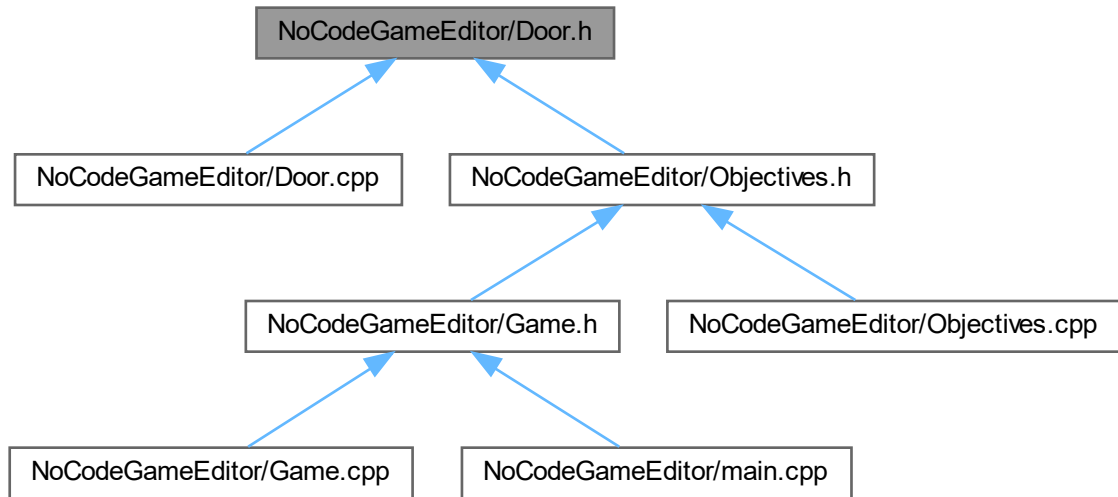 NoCodeGameEditor/Door.h
NoCodeGameEditor/Door.cpp
NoCodeGameEditor/Objectives.h
NoCodeGameEditor/Game.h
NoCodeGameEditor/Objectives.cpp
NoCodeGameEditor/Game.cpp
NoCodeGameEditor/main.cpp